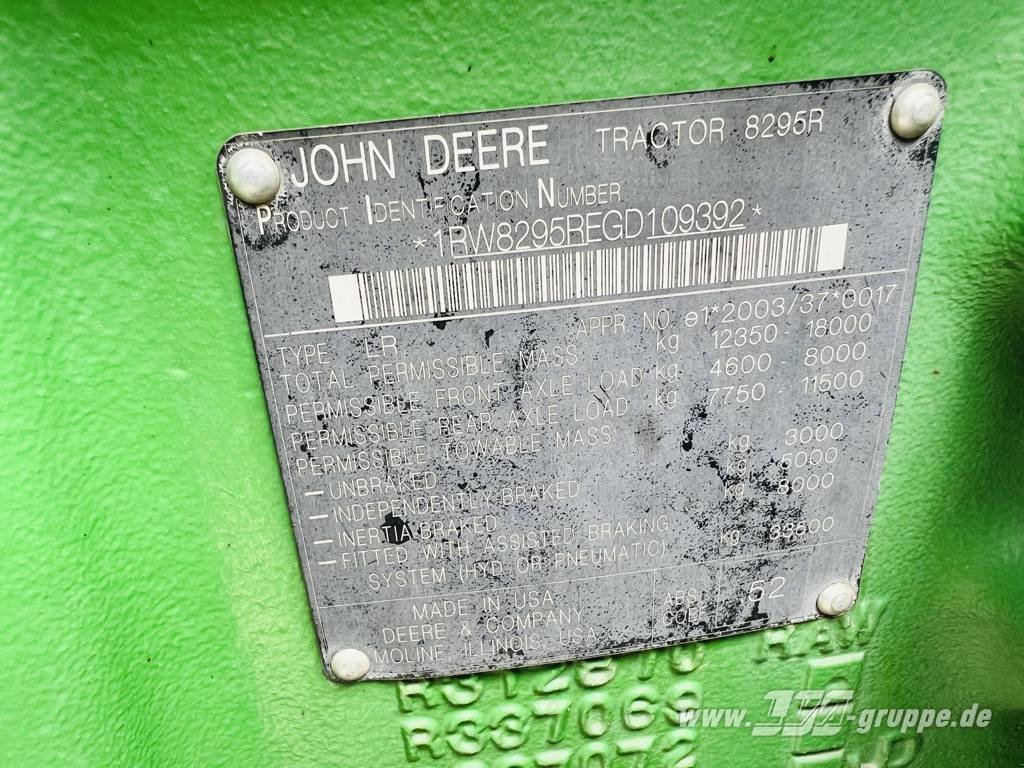 JOHN DEERE TRACTOR 8295R
PRODUCT IDENTIFICATION NUMBER
*1RW8295REGD109392*
TYPE LR APPR NO. e1*2003/37*0017
TOTAL PERMISSIBLE MASS kg 12350 - 18000
PERMISSIBLE FRONT AXLE LOAD kg 4600 - 8000
PERMISSIBLE REAR AXLE LOAD kg 7750 - 11500
PERMISSIBLE TOWABLE MASS:
- UNBRAKED kg 3000
- INDEPENDENTLY BRAKED kg 5000
- INERTIA BRAKED kg 8000
- FITTED WITH ASSISTED BRAKING kg 33500
SYSTEM (HYD OR PNEUMATIC)
MADE IN USA
DEERE & COMPANY
MOLINE, ILLINOIS, USA
ABS CODE 52
R312870 RAW
R337069
www.-gruppe.de